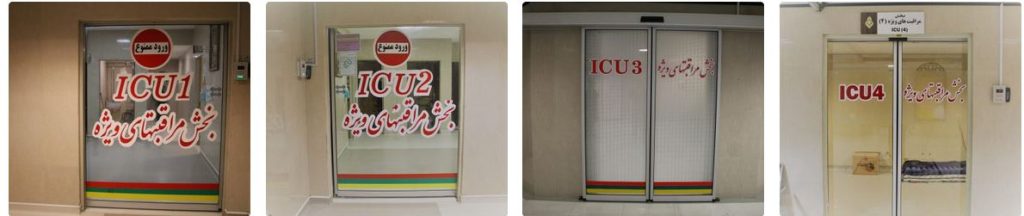 ورود ممنوع
ICU1
بخش مراقبتهای ویژه
ورود ممنوع
ICU2
بخش مراقبتهای ویژه
ICU3
بخش مراقبتهای ویژه
بخش
مراقبت های ویژه (۴)
ICU (4)
ICU4
بخش مراقبتهای ویژه